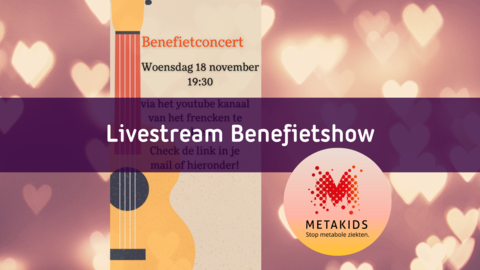 Benefietconcert
Woensdag 18 november
19:30
via het youtube kanaal
van het frencken te
Livestream Benefietshow
Check de link in je
mail of hieronder!
METAKIDS
Stop metabole ziekten.